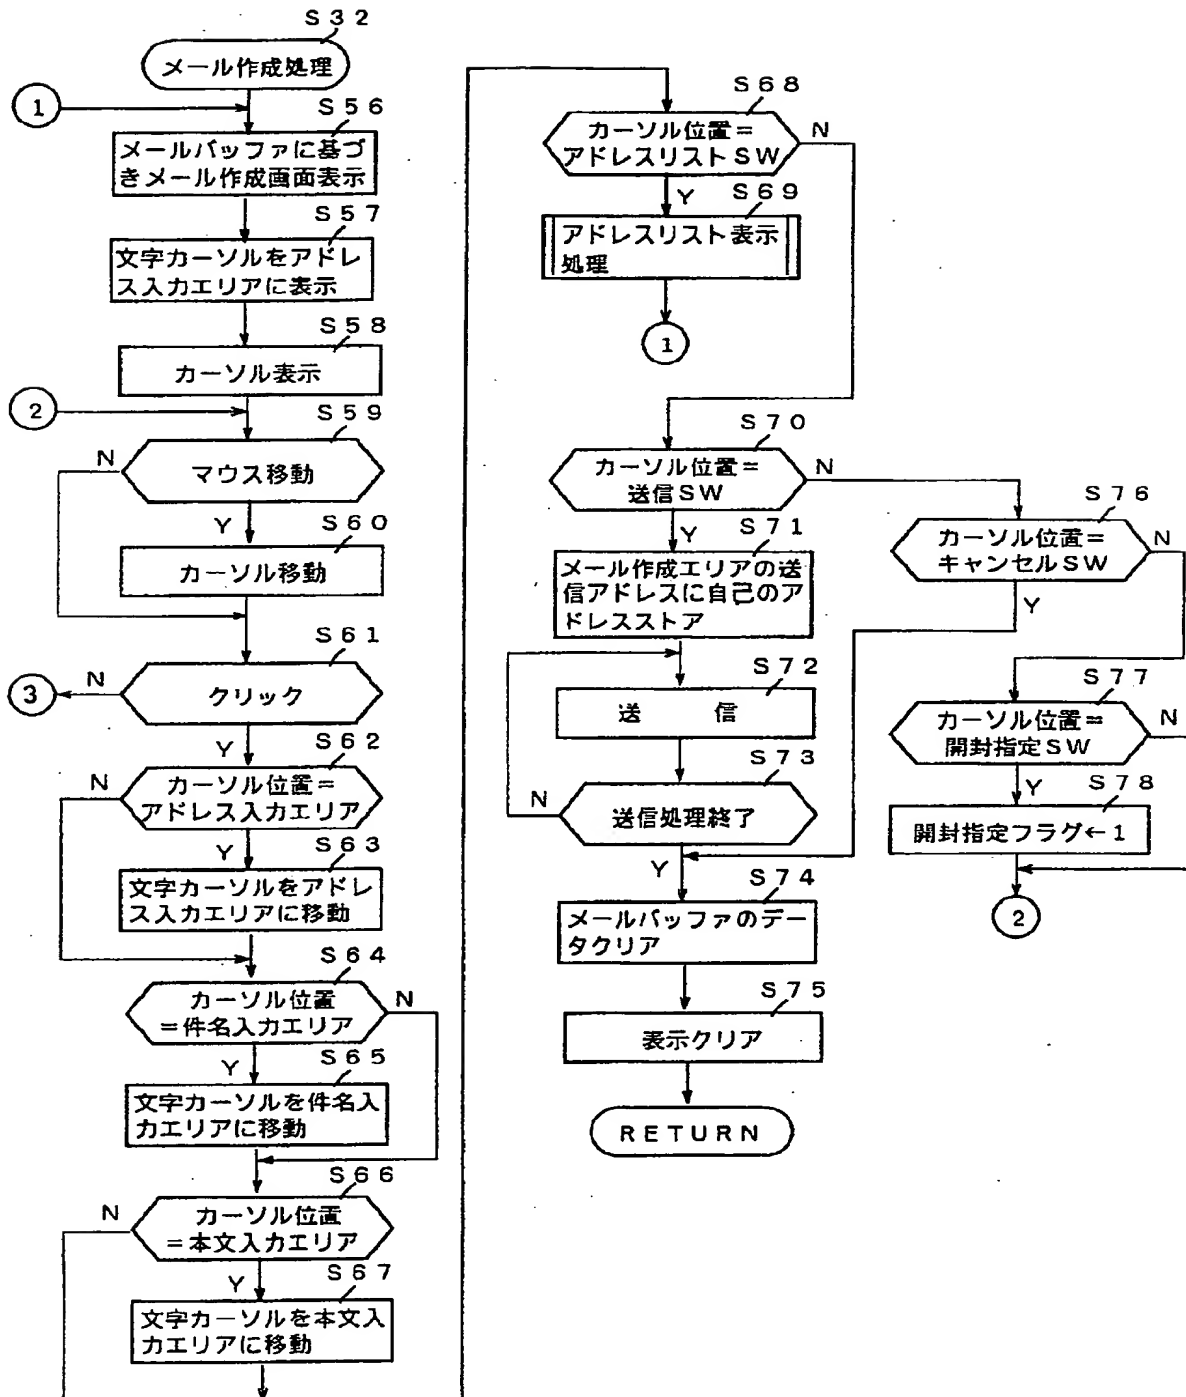 S32
メール作成処理
1
S56
メールバッファに基づ
きメール作成画面表示
S57
文字カーソルをアドレ
ス入力エリアに表示
S58
カーソル表示
2
S59
N
マウス移動
Y
S60
カーソル移動
S61
3
N
クリック
Y
S62
N
カーソル位置=
アドレス入力エリア
Y
S63
文字カーソルをアドレ
ス入力エリアに移動
S64
カーソル位置
=件名入力エリア
N
Y
S65
文字カーソルを件名入
力エリアに移動
S66
N
カーソル位置
=本文入力エリア
Y
S67
文字カーソルを本文入
力エリアに移動
S68
カーソル位置=
アドレスリストSW
N
Y
S69
アドレスリスト表示
処理
1
S70
カーソル位置=
送信SW
N
Y
S71
メール作成エリアの送
信アドレスに自己のア
ドレスストア
S72
送 信
S73
N
送信処理終了
Y
S74
メールバッファのデー
タクリア
S75
表示クリア
RETURN
S76
カーソル位置=
キャンセルSW
N
Y
S77
カーソル位置=
開封指定SW
N
Y
S78
開封指定フラグ←1
2